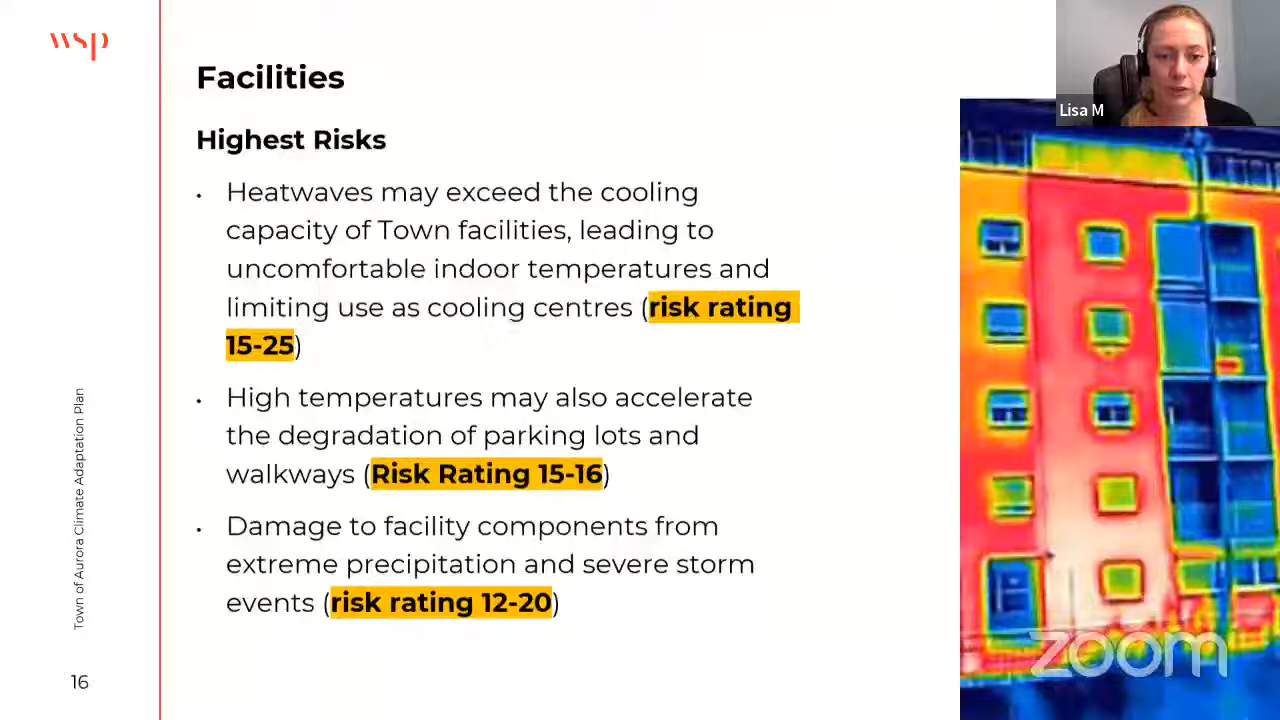 wsp
Facilities
Highest Risks
• Heatwaves may exceed the cooling
capacity of Town facilities, leading to
uncomfortable indoor temperatures and
limiting use as cooling centres (risk rating
15-25)
• High temperatures may also accelerate
the degradation of parking lots and
walkways (Risk Rating 15-16)
• Damage to facility components from
extreme precipitation and severe storm
events (risk rating 12-20)
Town of Aurora Climate Adaptation Plan
16
Lisa M
zoom